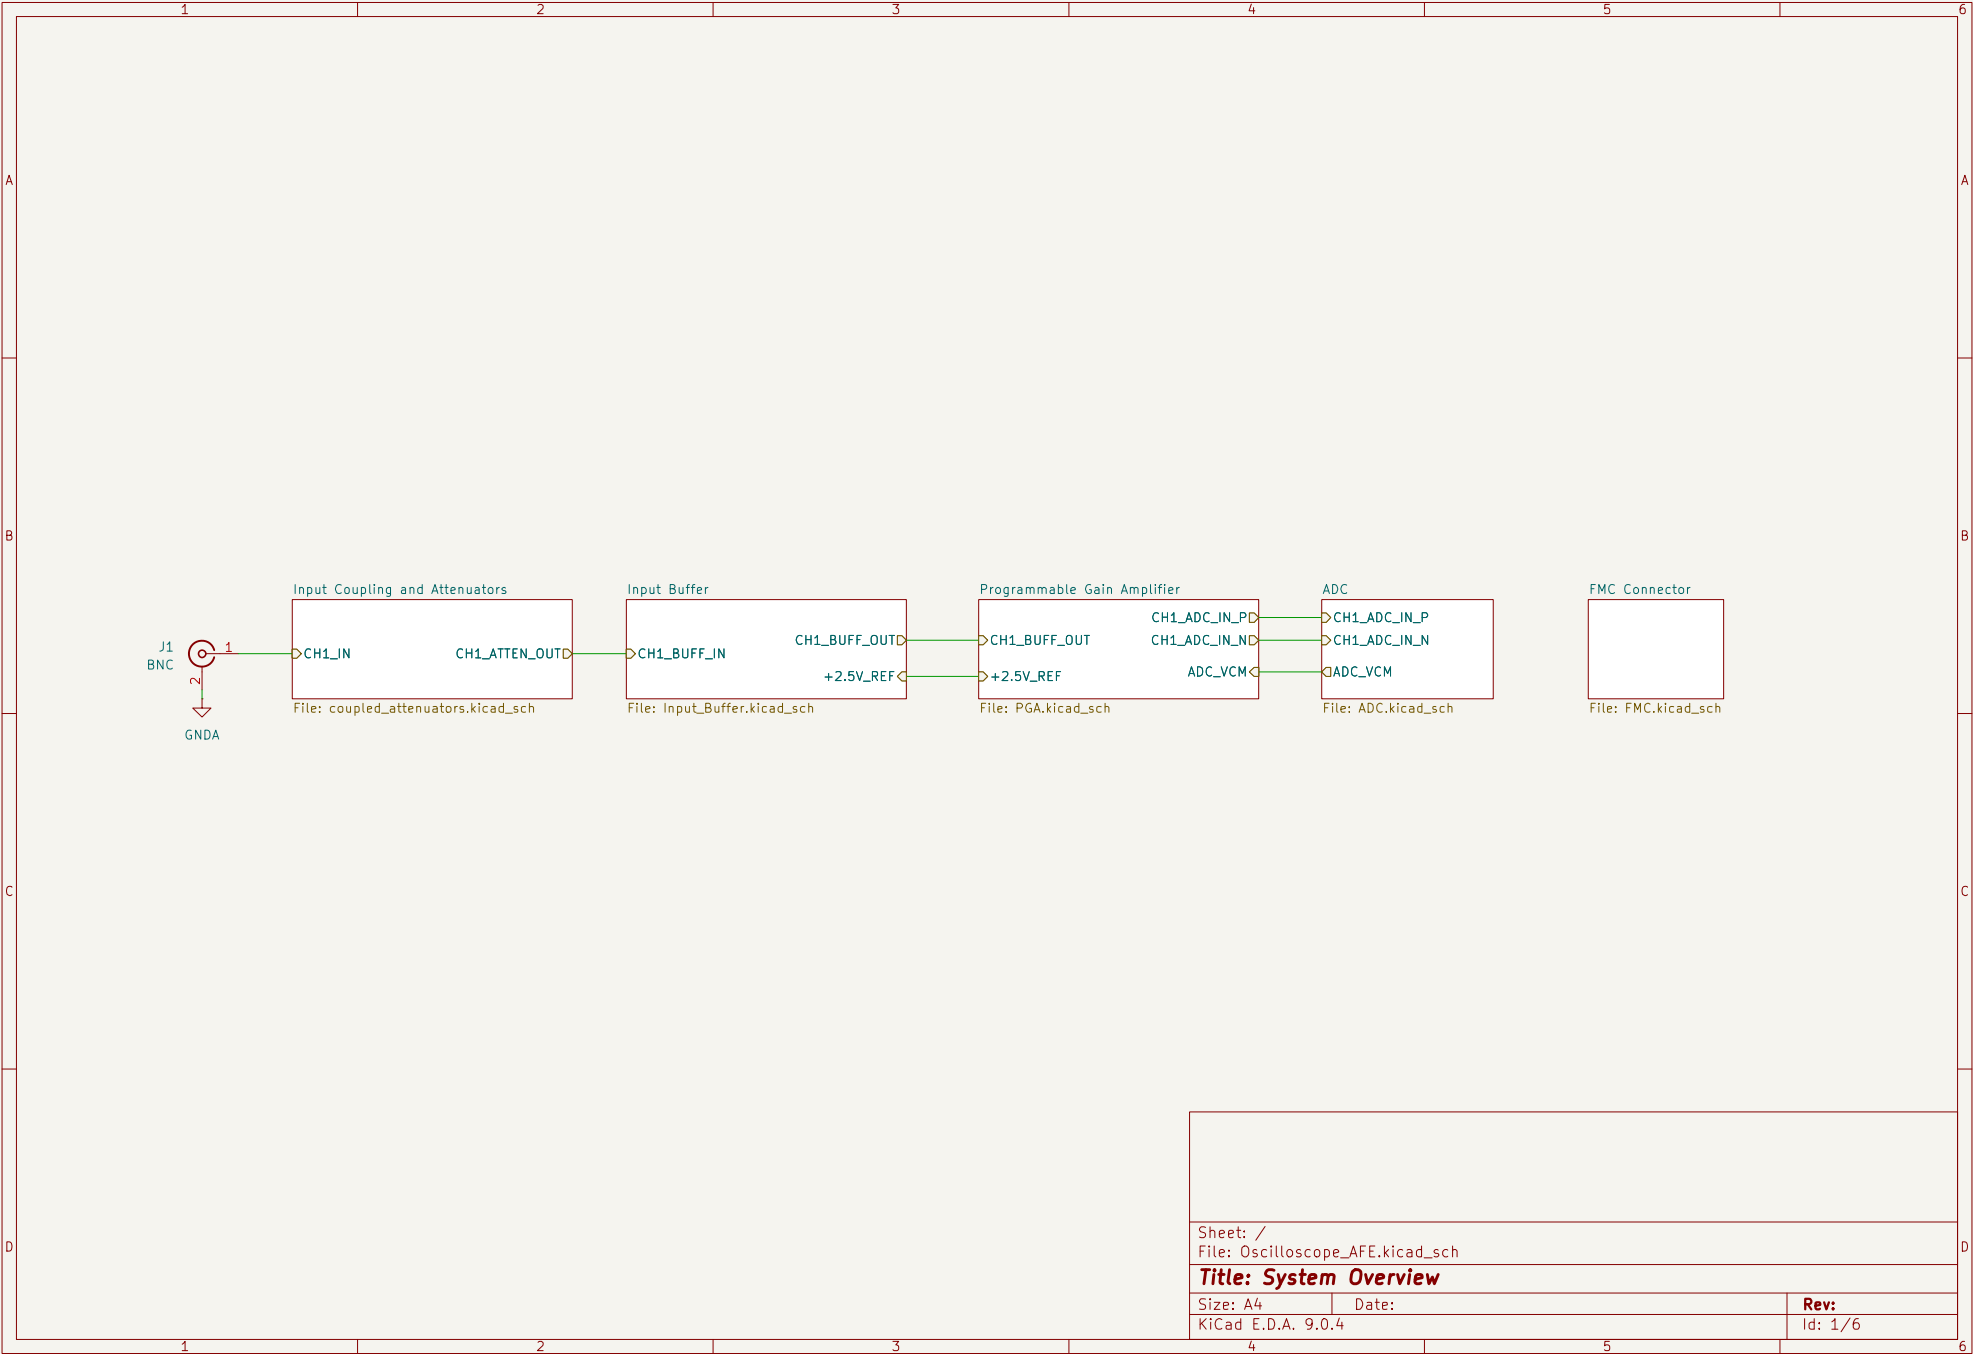 1 2 3 4 5 6
A A
B B
Input Coupling and Attenuators
Input Buffer
Programmable Gain Amplifier
ADC
FMC Connector
J1
BNC
1
2
GNDA
CH1_IN
CH1_ATTEN_OUT
CH1_BUFF_IN
CH1_BUFF_OUT
+2.5V_REF
CH1_BUFF_OUT
+2.5V_REF
CH1_ADC_IN_P
CH1_ADC_IN_N
ADC_VCM
CH1_ADC_IN_P
CH1_ADC_IN_N
ADC_VCM
File: coupled_attenuators.kicad_sch
File: Input_Buffer.kicad_sch
File: PGA.kicad_sch
File: ADC.kicad_sch
File: FMC.kicad_sch
C C
D D
Sheet: /
File: Oscilloscope_AFE.kicad_sch
Title: System Overview
Size: A4 Date: Rev:
KiCad E.D.A. 9.0.4 Id: 1/6
1 2 3 4 5 6